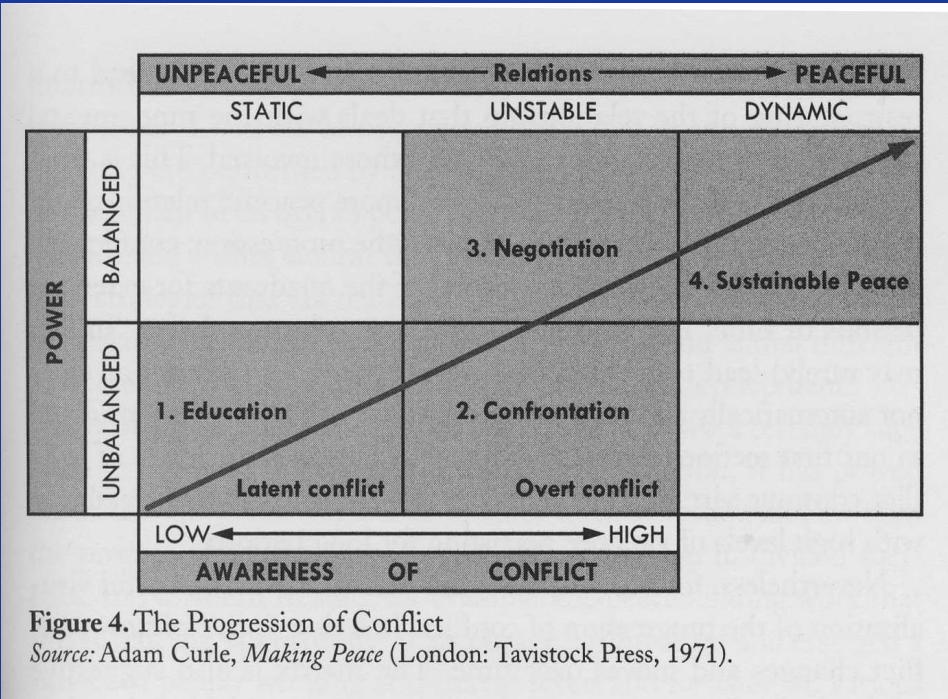 UNPEACEFUL Relations PEACEFUL
STATIC UNSTABLE DYNAMIC
POWER
BALANCED
UNBALANCED
3. Negotiation
4. Sustainable Peace
1. Education
2. Confrontation
Latent conflict
Overt conflict
LOW HIGH
AWARENESS OF CONFLICT
Figure 4. The Progression of Conflict
Source: Adam Curle, Making Peace (London: Tavistock Press, 1971).